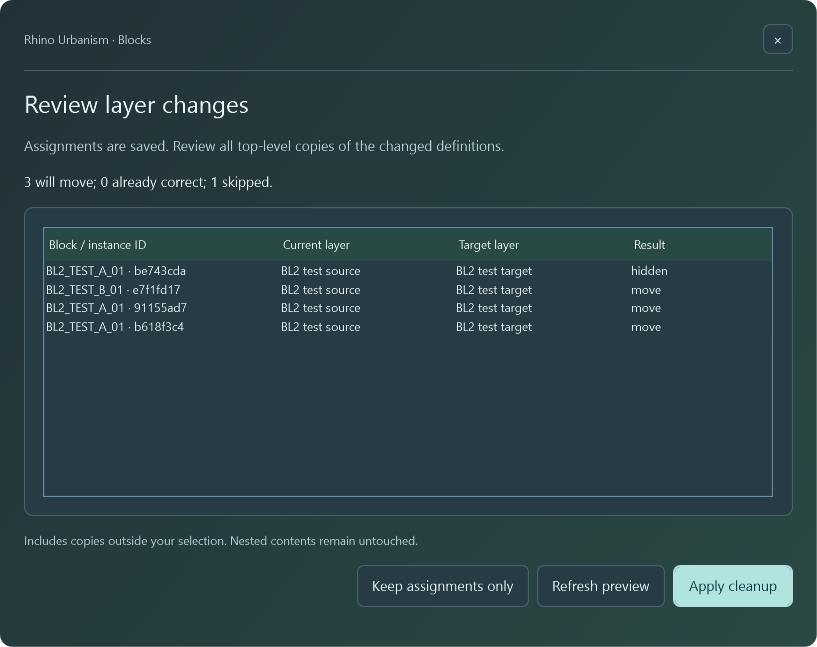 Rhino Urbanism · Blocks
×
Review layer changes
Assignments are saved. Review all top-level copies of the changed definitions.
3 will move; 0 already correct; 1 skipped.
Block / instance ID Current layer Target layer Result
BL2_TEST_A_01 · be743cda BL2 test source BL2 test target hidden
BL2_TEST_B_01 · e7f1fd17 BL2 test source BL2 test target move
BL2_TEST_A_01 · 91155ad7 BL2 test source BL2 test target move
BL2_TEST_A_01 · b618f3c4 BL2 test source BL2 test target move
Includes copies outside your selection. Nested contents remain untouched.
Keep assignments only Refresh preview Apply cleanup